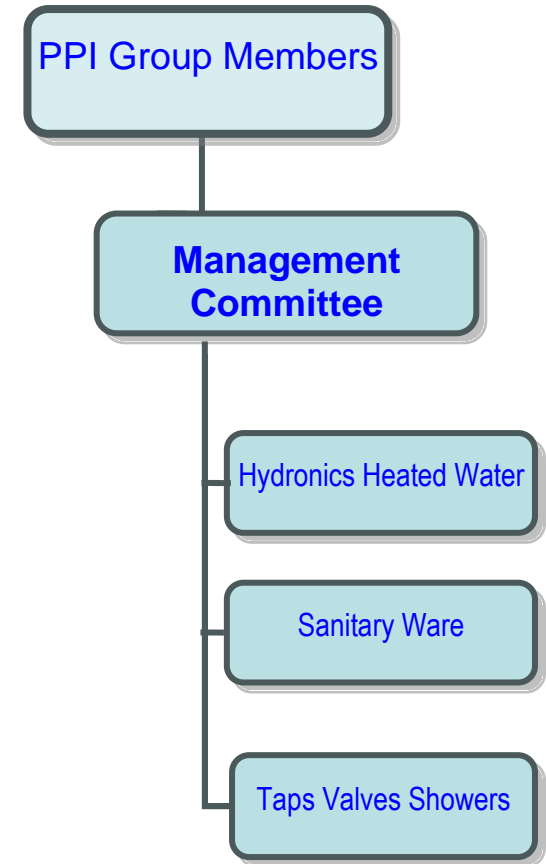 PPI Group Members
Management
Committee
Hydronics Heated Water
Sanitary Ware
Taps Valves Showers